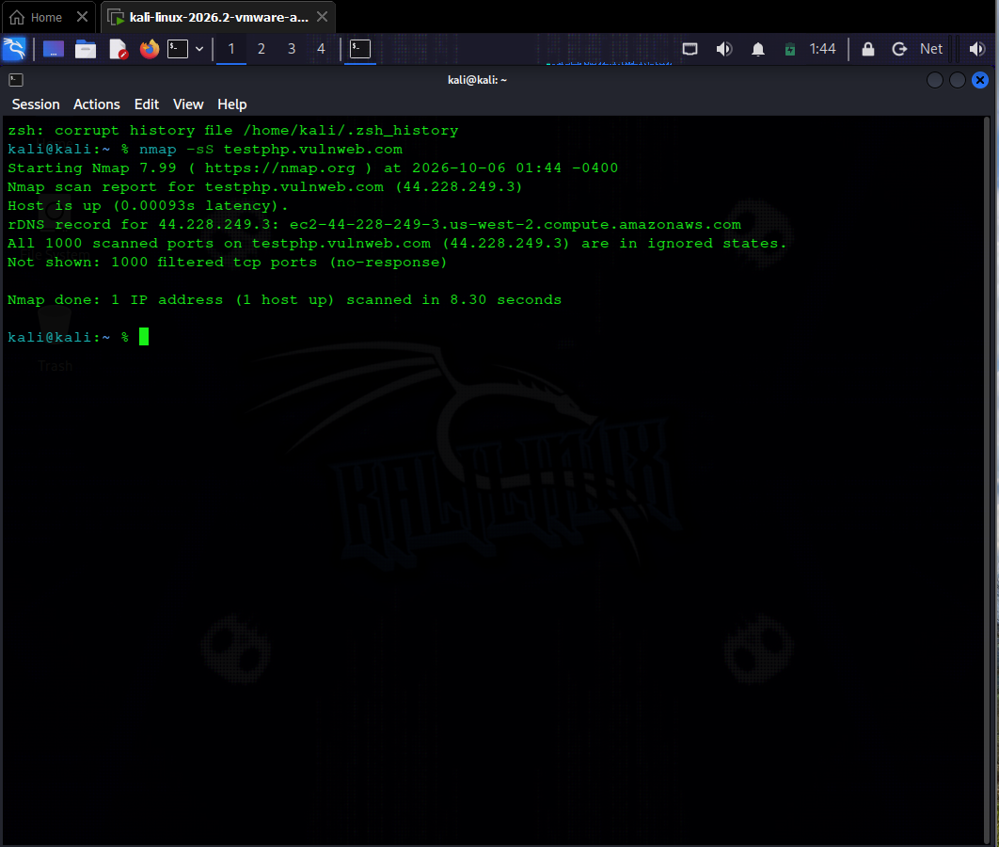 Home
kali-linux-2026.2-vmware-a...
1 2 3 4
1:44
Net
kali@kali: ~
Session Actions Edit View Help
zsh: corrupt history file /home/kali/.zsh_history
kali@kali:~ % nmap -sS testphp.vulnweb.com
Starting Nmap 7.99 ( https://nmap.org ) at 2026-10-06 01:44 -0400
Nmap scan report for testphp.vulnweb.com (44.228.249.3)
Host is up (0.00093s latency).
rDNS record for 44.228.249.3: ec2-44-228-249-3.us-west-2.compute.amazonaws.com
All 1000 scanned ports on testphp.vulnweb.com (44.228.249.3) are in ignored states.
Not shown: 1000 filtered tcp ports (no-response)
Nmap done: 1 IP address (1 host up) scanned in 8.30 seconds
kali@kali:~ %
Trash
KALI LINUX